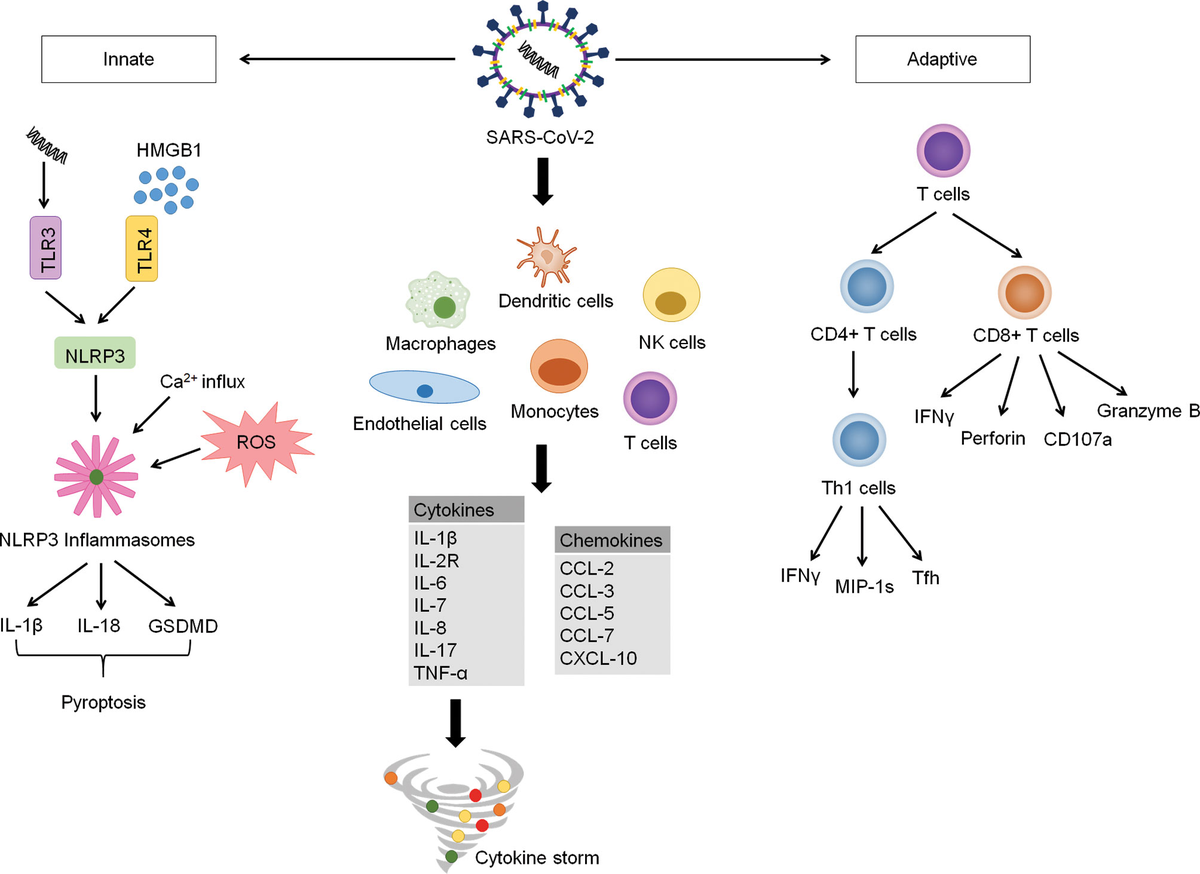 Innate
SARS-CoV-2
Adaptive
HMGB1
TLR3
TLR4
NLRP3
Ca²⁺ influx
ROS
NLRP3 Inflammasomes
IL-1β
IL-18
GSDMD
Pyroptosis
Dendritic cells
Macrophages
NK cells
Monocytes
Endothelial cells
T cells
Cytokines
IL-1β
IL-2R
IL-6
IL-7
IL-8
IL-17
TNF-α
Chemokines
CCL-2
CCL-3
CCL-5
CCL-7
CXCL-10
Cytokine storm
T cells
CD4+ T cells
CD8+ T cells
IFNγ
Perforin
CD107a
Granzyme B
Th1 cells
IFNγ
MIP-1s
Tfh